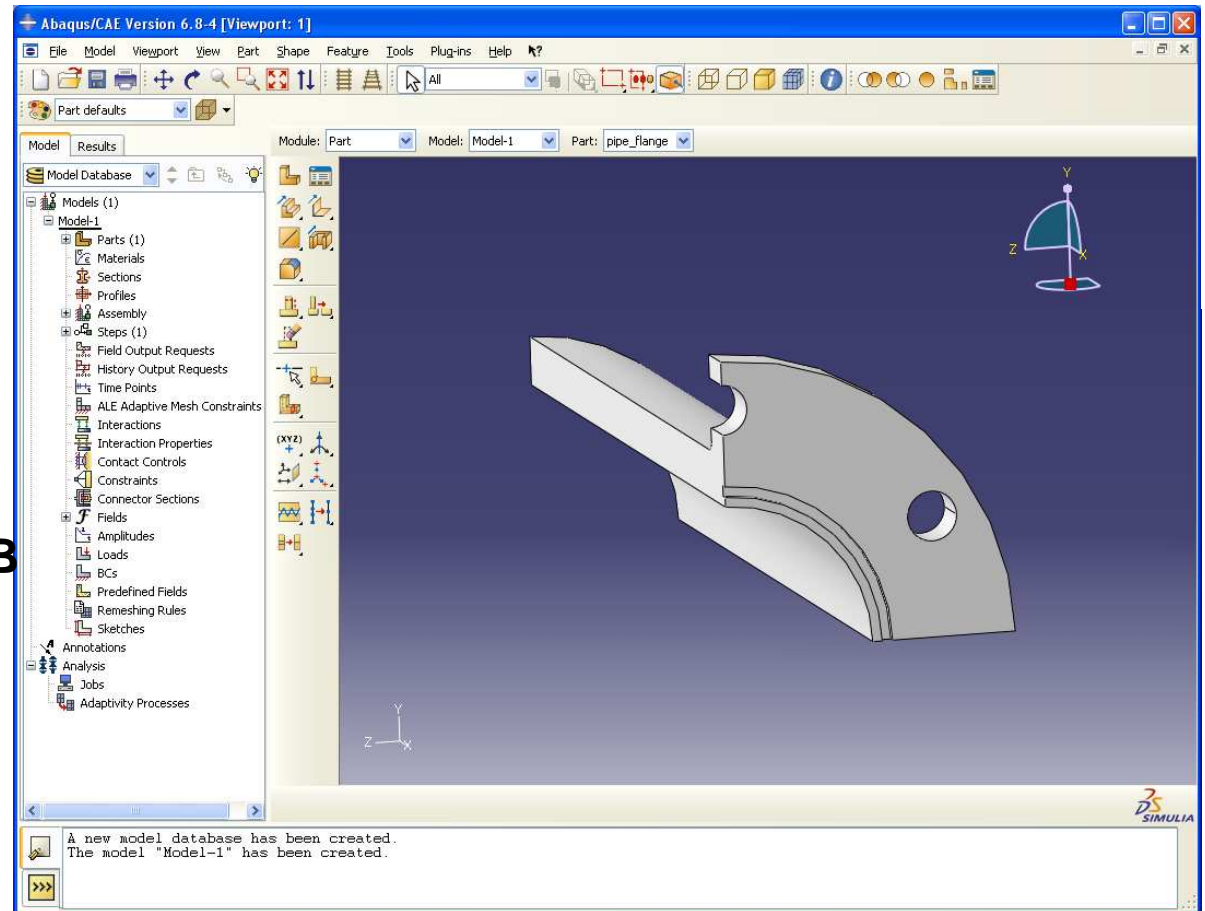 Abaqus/CAE Version 6.8-4 [Viewport: 1]
File Model Viewport View Part Shape Feature Tools Plug-ins Help
All
Part defaults
Model Results
Module: Part Model: Model-1 Part: pipe_flange
Model Database
Models (1)
Model-1
Parts (1)
Materials
Sections
Profiles
Assembly
Steps (1)
Field Output Requests
History Output Requests
Time Points
ALE Adaptive Mesh Constraints
Interactions
Interaction Properties
Contact Controls
Constraints
Connector Sections
Fields
Amplitudes
Loads
BCs
Predefined Fields
Remeshing Rules
Sketches
Annotations
Analysis
Jobs
Adaptivity Processes
(XYZ)
Y
Z
X
Y
Z
X
B
SIMULIA
A new model database has been created.
The model "Model-1" has been created.
>>>